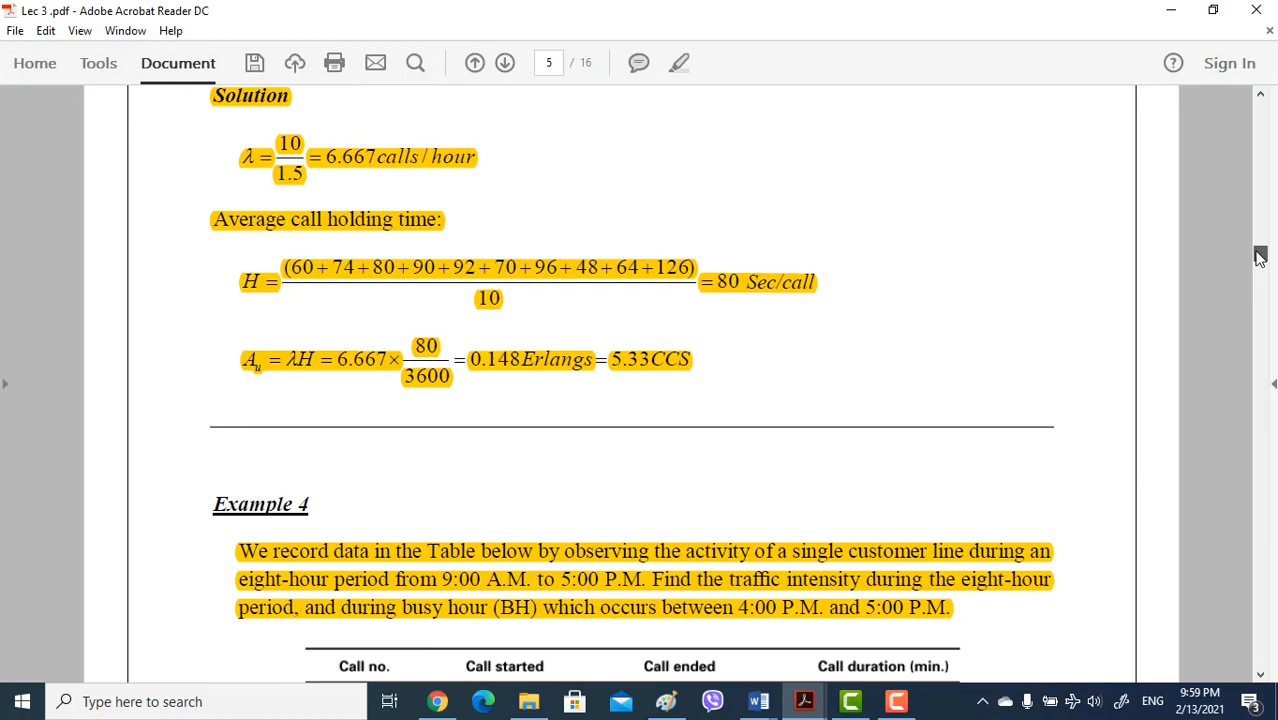 Lec 3 .pdf - Adobe Acrobat Reader DC
File Edit View Window Help
Home Tools Document 5 / 16 Sign In
Solution
λ = 10/1.5 = 6.667 calls / hour
Average call holding time:
H = (60 + 74 + 80 + 90 + 92 + 70 + 96 + 48 + 64 + 126)/10 = 80 Sec/call
A_u = λH = 6.667 × 80/3600 = 0.148 Erlangs = 5.33 CCS
Example 4
We record data in the Table below by observing the activity of a single customer line during an
eight-hour period from 9:00 A.M. to 5:00 P.M. Find the traffic intensity during the eight-hour
period, and during busy hour (BH) which occurs between 4:00 P.M. and 5:00 P.M.
Call no. Call started Call ended Call duration (min.)
Type here to search ENG 9:59 PM
2/13/2021 3